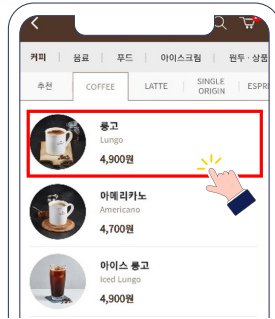 커피 음료 푸드 아이스크림 원두·상품
추천 COFFEE LATTE SINGLE ORIGIN ESPR
룽고
Lungo
4,900원
아메리카노
Americano
4,700원
아이스 룽고
Iced Lungo
4,900원